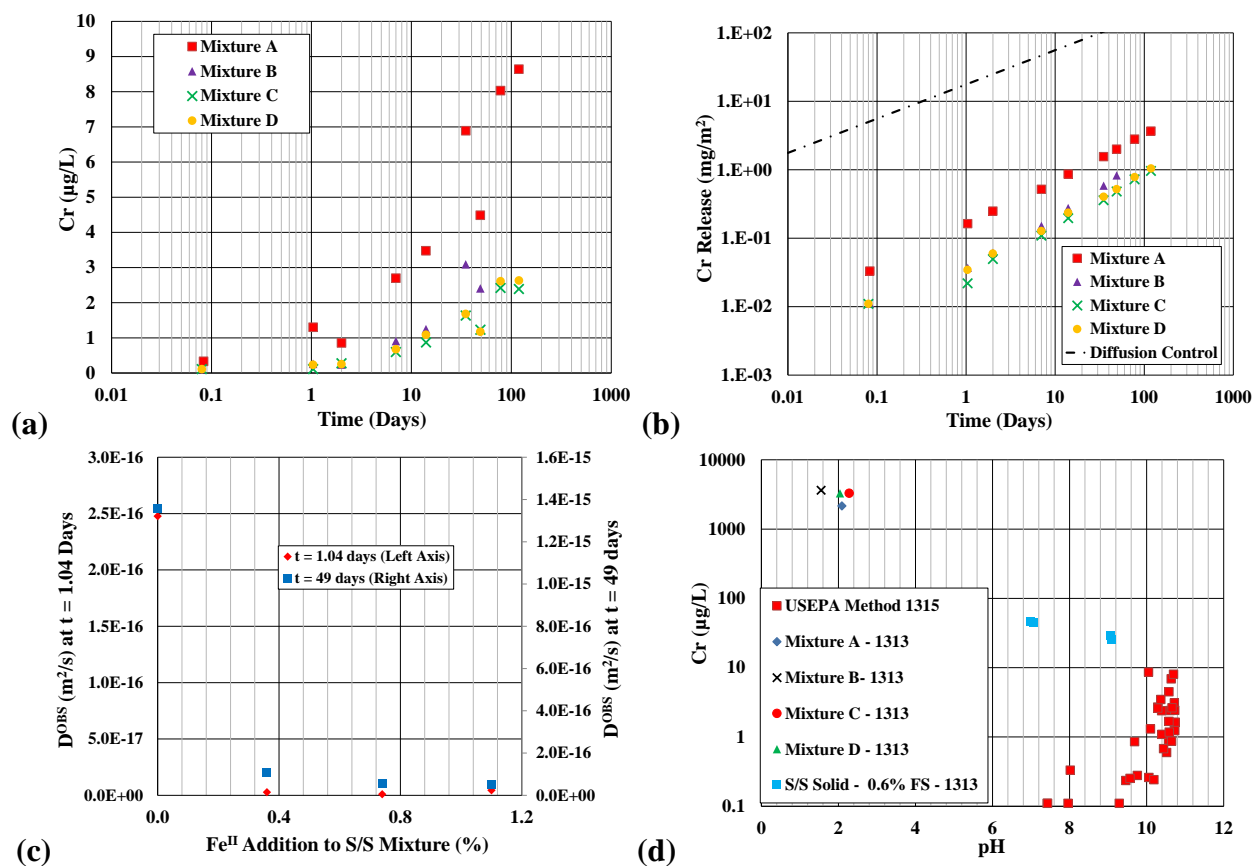 10
9
8
7
6
5
4
3
2
1
0
Cr (µg/L)
Mixture A
Mixture B
Mixture C
Mixture D
0.01 0.1 1 10 100 1000
Time (Days)
(a)
1.E+02
1.E+01
1.E+00
1.E-01
1.E-02
1.E-03
Cr Release (mg/m²)
Mixture A
Mixture B
Mixture C
Mixture D
Diffusion Control
0.01 0.1 1 10 100 1000
Time (Days)
(b)
3.0E-16
2.5E-16
2.0E-16
1.5E-16
1.0E-16
5.0E-17
0.0E+00
Dᴼᴮˢ (m²/s) at t = 1.04 Days
t = 1.04 days (Left Axis)
t = 49 days (Right Axis)
1.6E-15
1.4E-15
1.2E-15
1.0E-15
8.0E-16
6.0E-16
4.0E-16
2.0E-16
0.0E+00
Dᴼᴮˢ (m²/s) at t = 49 days
0.0 0.4 0.8 1.2
Feᴵᴵ Addition to S/S Mixture (%)
(c)
10000
1000
100
10
1
0.1
Cr (µg/L)
USEPA Method 1315
Mixture A - 1313
Mixture B- 1313
Mixture C - 1313
Mixture D - 1313
S/S Solid - 0.6% FS - 1313
0 2 4 6 8 10 12
pH
(d)